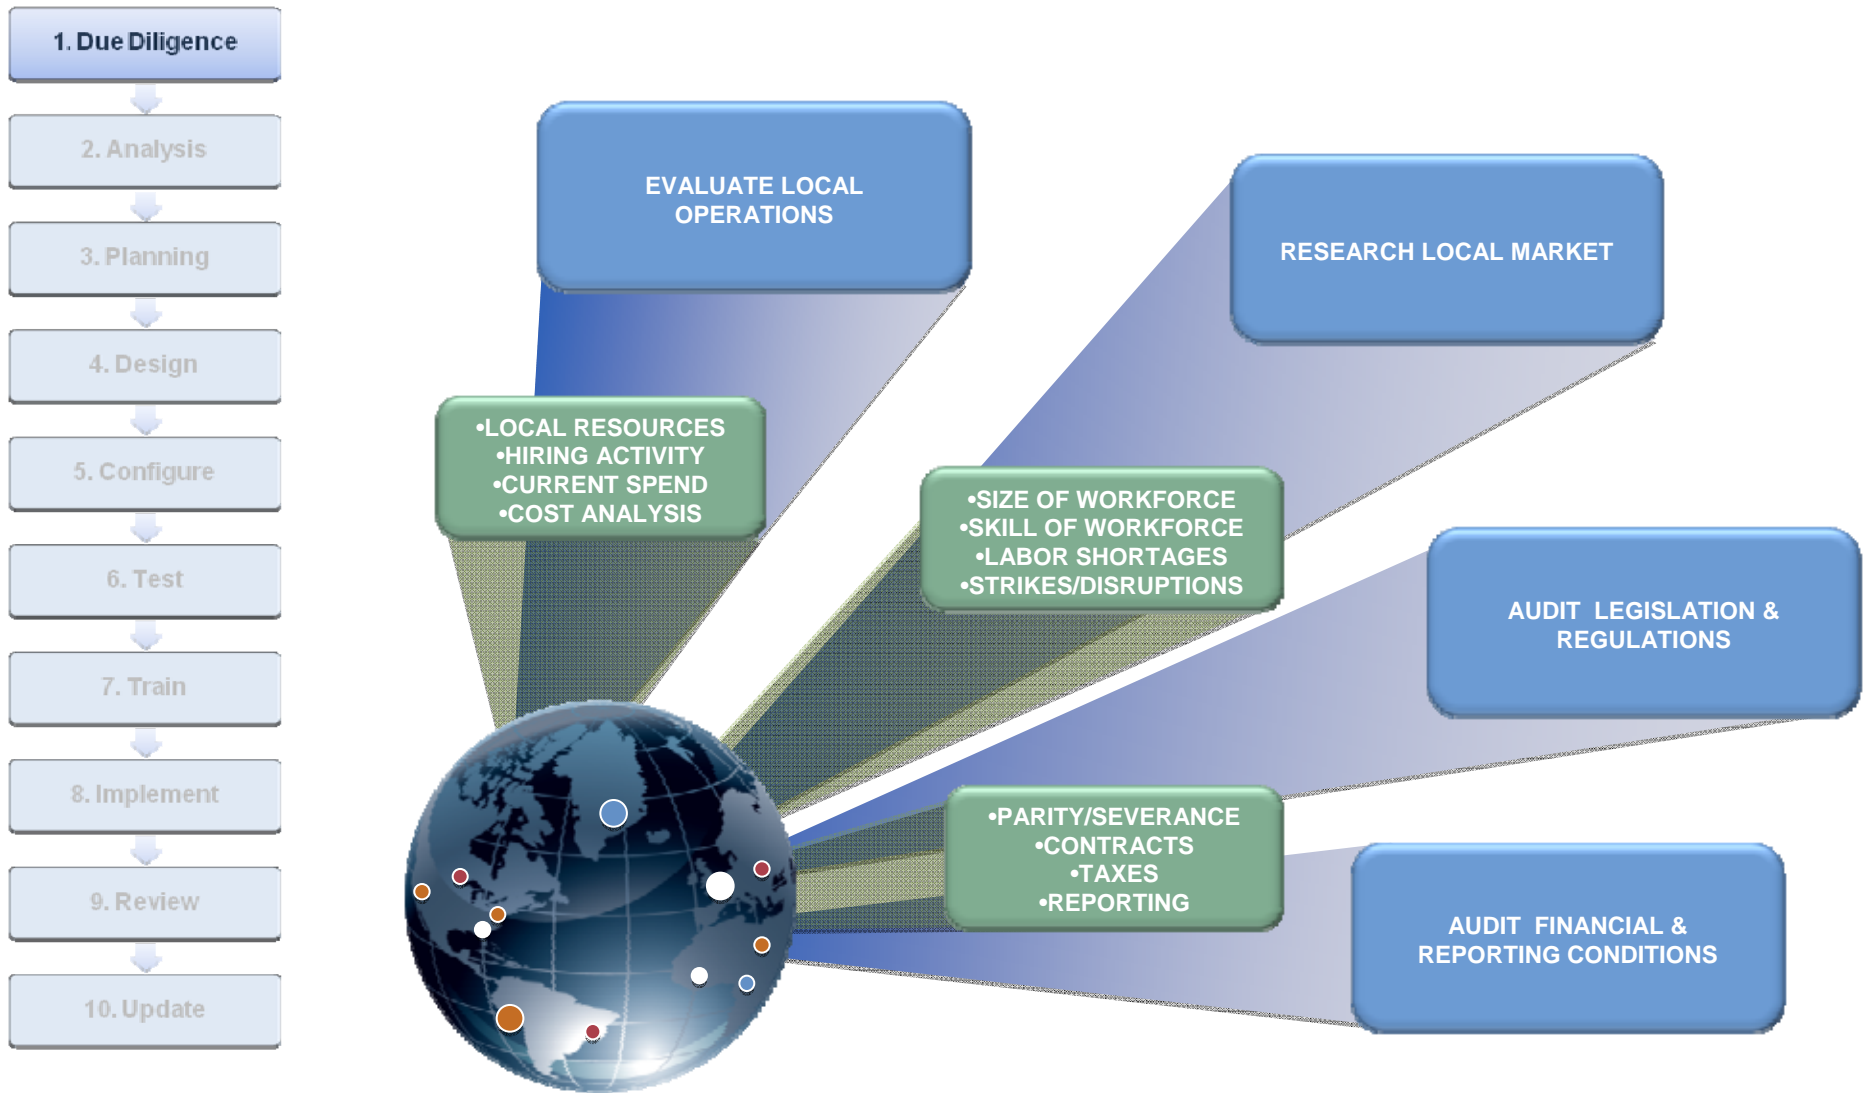 1. Due Diligence
2. Analysis
3. Planning
4. Design
5. Configure
6. Test
7. Train
8. Implement
9. Review
10. Update
EVALUATE LOCAL
OPERATIONS
RESEARCH LOCAL MARKET
•LOCAL RESOURCES
•HIRING ACTIVITY
•CURRENT SPEND
•COST ANALYSIS
•SIZE OF WORKFORCE
•SKILL OF WORKFORCE
•LABOR SHORTAGES
•STRIKES/DISRUPTIONS
AUDIT LEGISLATION &
REGULATIONS
•PARITY/SEVERANCE
•CONTRACTS
•TAXES
•REPORTING
AUDIT FINANCIAL &
REPORTING CONDITIONS